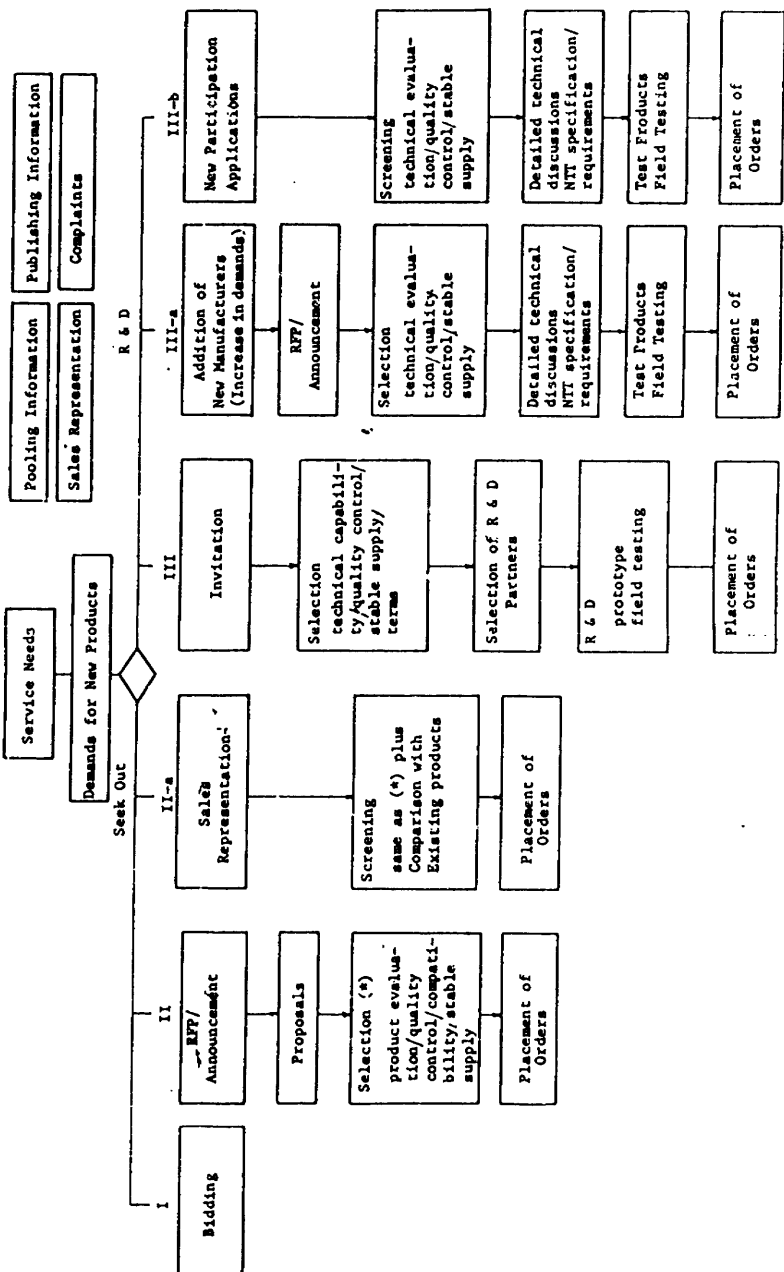 Service Needs
Demands for New Products
Pooling Information
Publishing Information
Sales Representation
Complaints
Seek Out
R & D
I
Bidding
II
RFP/
Announcement
Proposals
Selection (*)
product evalua-
tion/quality
control/compati-
bility/stable
supply
Placement of
Orders
II-a
Sales
Representation
Screening
same as (*) plus
Comparison with
Existing products
Placement of
Orders
III
Invitation
Selection
technical capabili-
ty/quality control/
stable supply/
terms
Selection of R & D
Partners
R & D
prototype
field testing
Placement of
Orders
III-a
Addition of
New Manufacturers
(Increase in demands)
RFP/
Announcement
Selection
technical evalua-
tion/quality
control/stable
supply
Detailed technical
discussions
NTT specification/
requirements
Test Products
Field Testing
Placement of
Orders
III-b
New Participation
Applications
Screening
technical evalua-
tion/quality
control/stable
supply
Detailed technical
discussions
NTT specification/
requirements
Test Products
Field Testing
Placement of
Orders